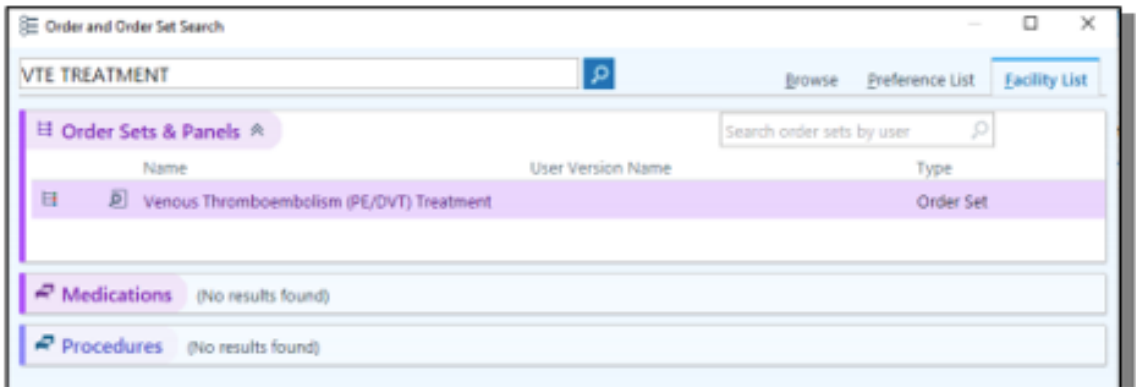 Order and Order Set Search
VTE TREATMENT
Browse Preference List Facility List
Order Sets & Panels
Search order sets by user
Name User Version Name Type
Venous Thromboembolism (PE/DVT) Treatment Order Set
Medications (No results found)
Procedures (No results found)